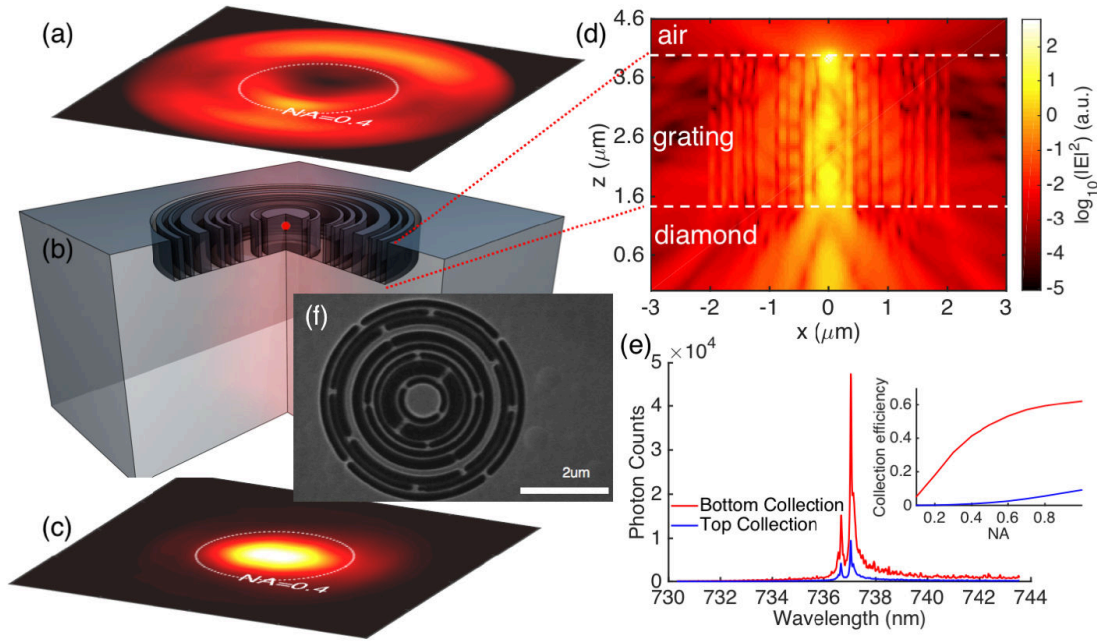 (a)
NA=0.4
(b)
(c)
NA=0.4
(d)
4.6
3.6
2.6
1.6
0.6
z (μm)
air
grating
diamond
-3 -2 -1 0 1 2 3
x (μm)
2
1
0
-1
-2
-3
-4
-5
log10(|E|²) (a.u.)
(f)
2um
(e)
×10⁴
5
4
3
2
1
0
Photon Counts
Bottom Collection
Top Collection
730 732 734 736 738 740 742 744
Wavelength (nm)
0.6
0.4
0.2
0
Collection efficiency
0.2 0.4 0.6 0.8
NA